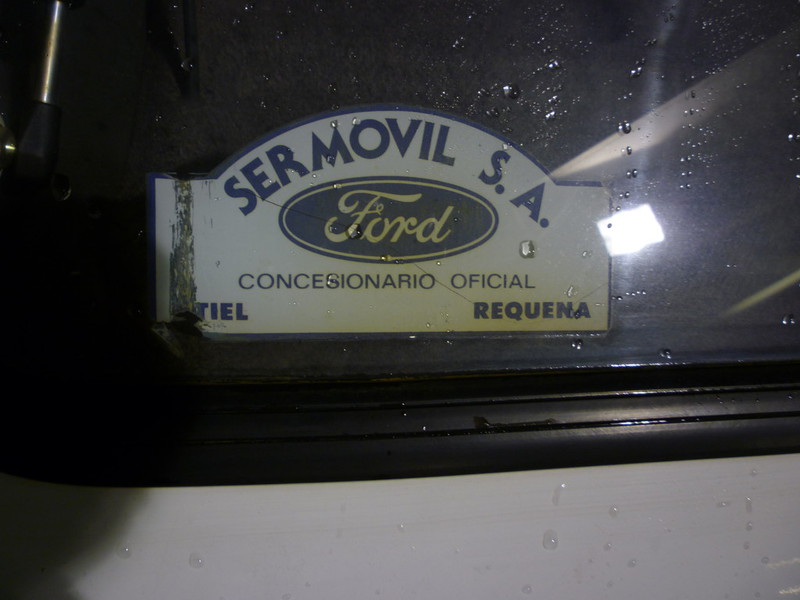 SERMOVIL S.A.
Ford
CONCESIONARIO OFICIAL
TIEL REQUENA